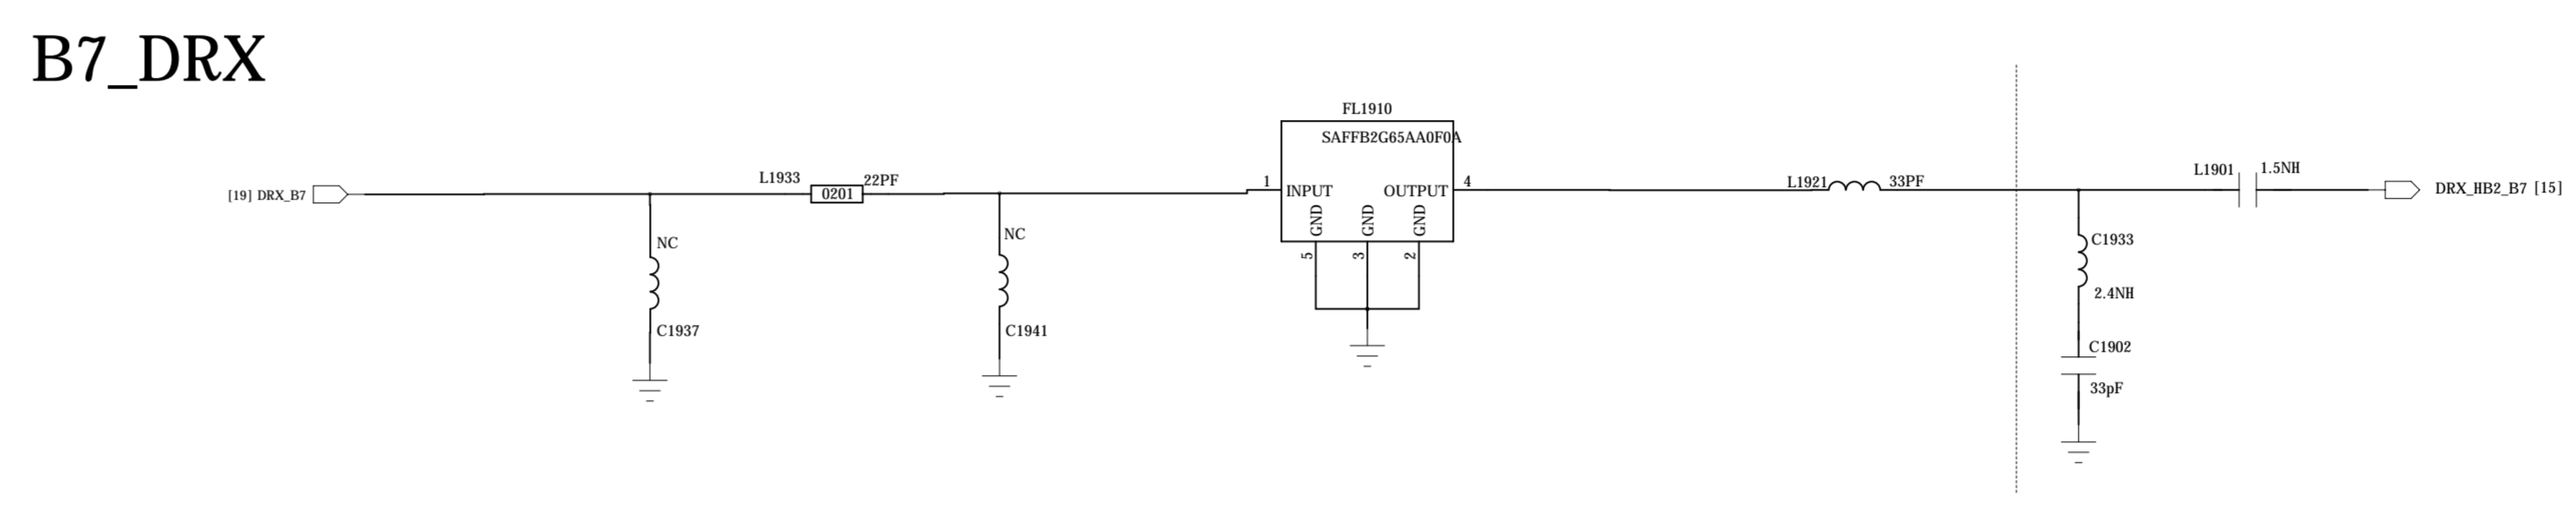 B7_DRX
FL1910
SAFFB2G65AA0F0A
[19] DRX_B7
L1933
0201
22PF
1
INPUT
OUTPUT
4
GND
GND
GND
5
3
2
L1921
33PF
L1901
1.5NH
DRX_HB2_B7 [15]
NC
C1937
NC
C1941
C1933
2.4NH
C1902
33pF